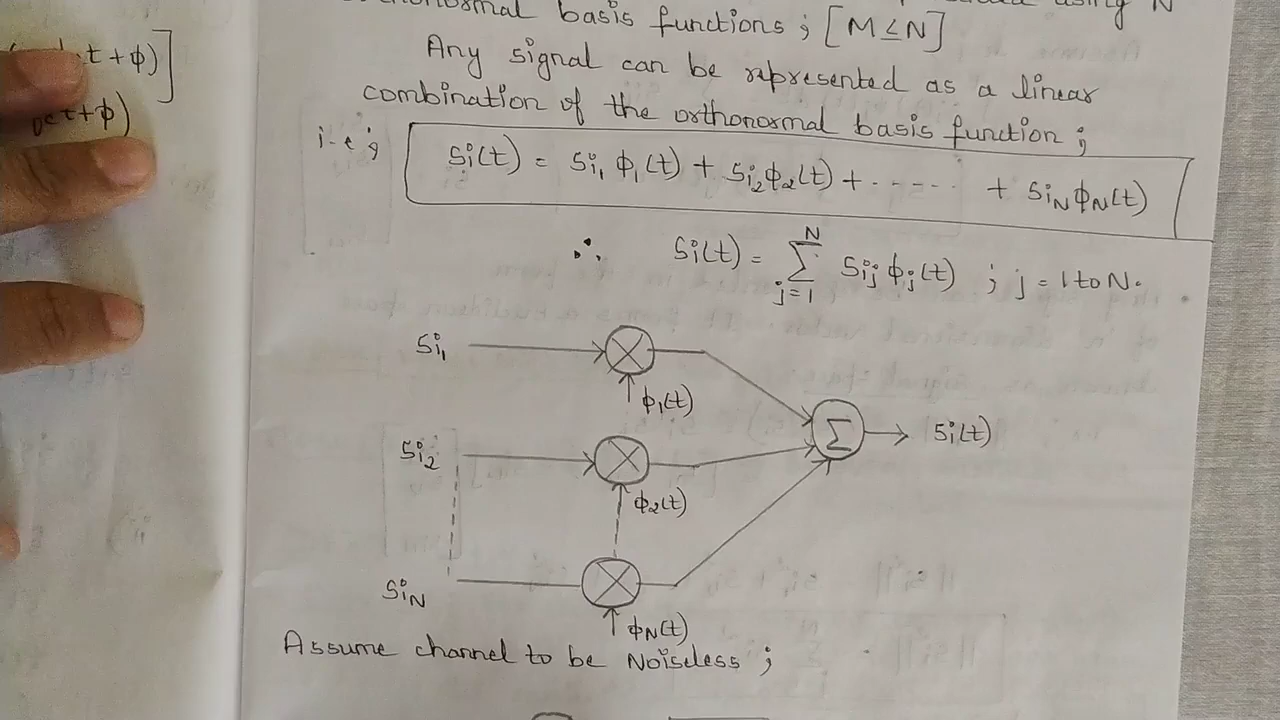 using N
basis functions ; [M ≤ N]
t + φ)]
Any signal can be represented as a linear
combination of the orthonormal basis function ;
t + φ)
i.e ; Si(t) = Si1 φ1(t) + Si2 φ2(t) + ...... + SiN φN(t)
∴ Si(t) = N Σ j=1 Sij φj(t) ; j = 1 to N.
Si1
φ1(t)
Σ Si(t)
Si2
φ2(t)
SiN
φN(t)
Assume channel to be Noiseless ;